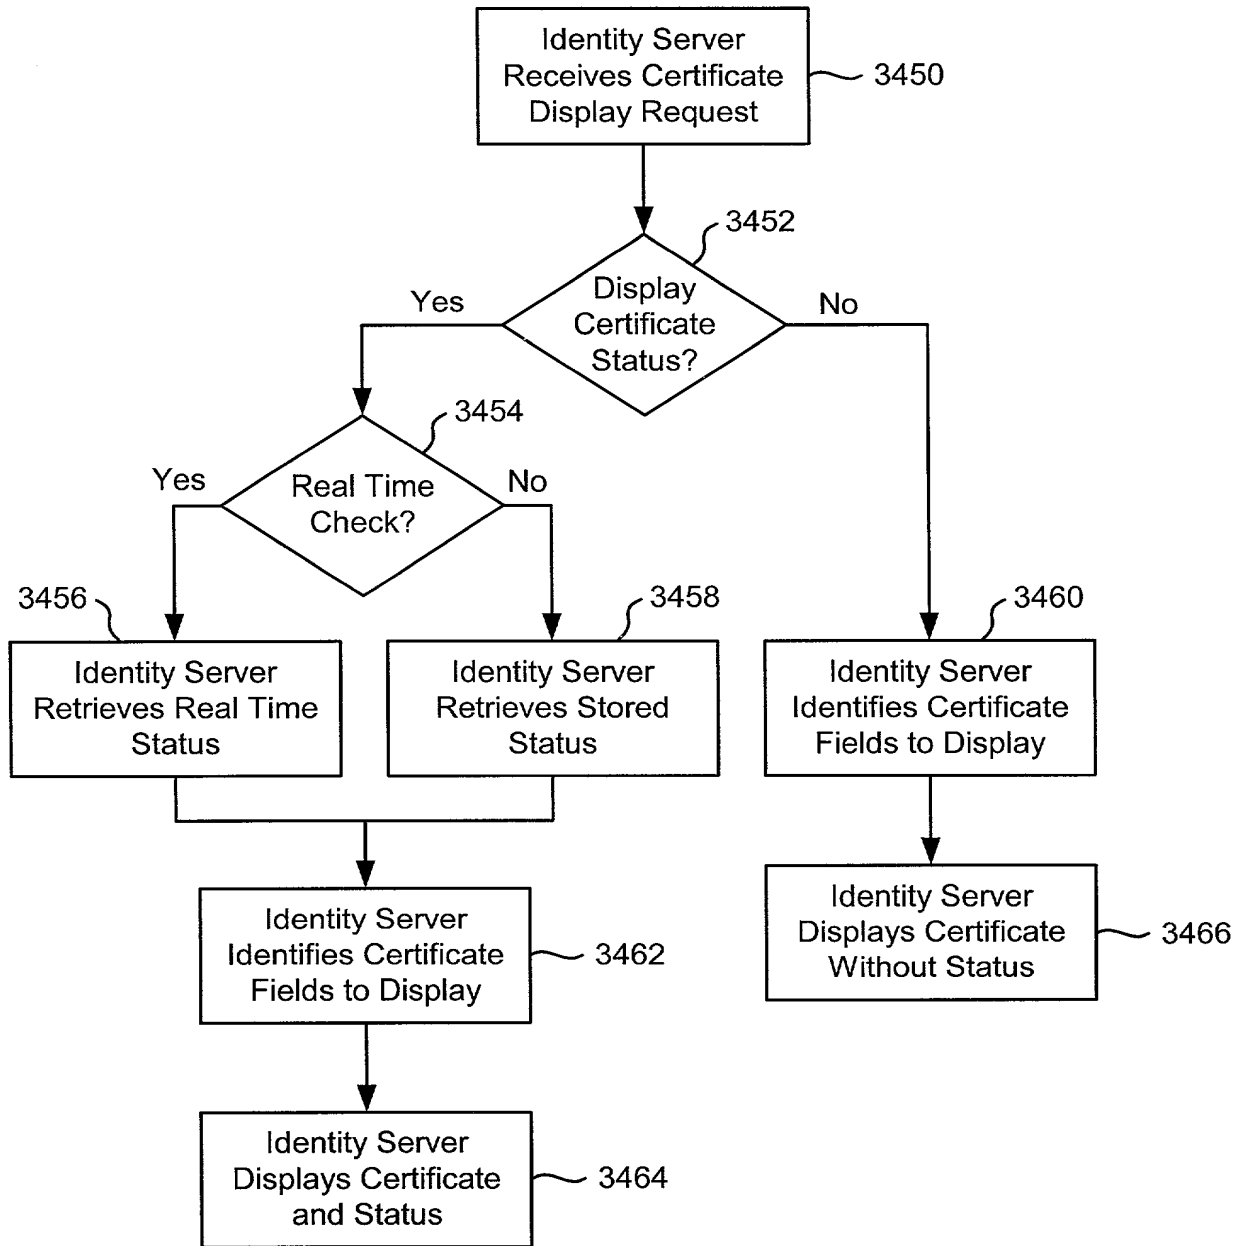 Identity Server
Receives Certificate
Display Request
3450
3452
Display
Certificate
Status?
Yes
No
3454
Real Time
Check?
Yes
No
3456
Identity Server
Retrieves Real Time
Status
3458
Identity Server
Retrieves Stored
Status
3460
Identity Server
Identifies Certificate
Fields to Display
Identity Server
Identifies Certificate
Fields to Display
3462
Identity Server
Displays Certificate
Without Status
3466
Identity Server
Displays Certificate
and Status
3464